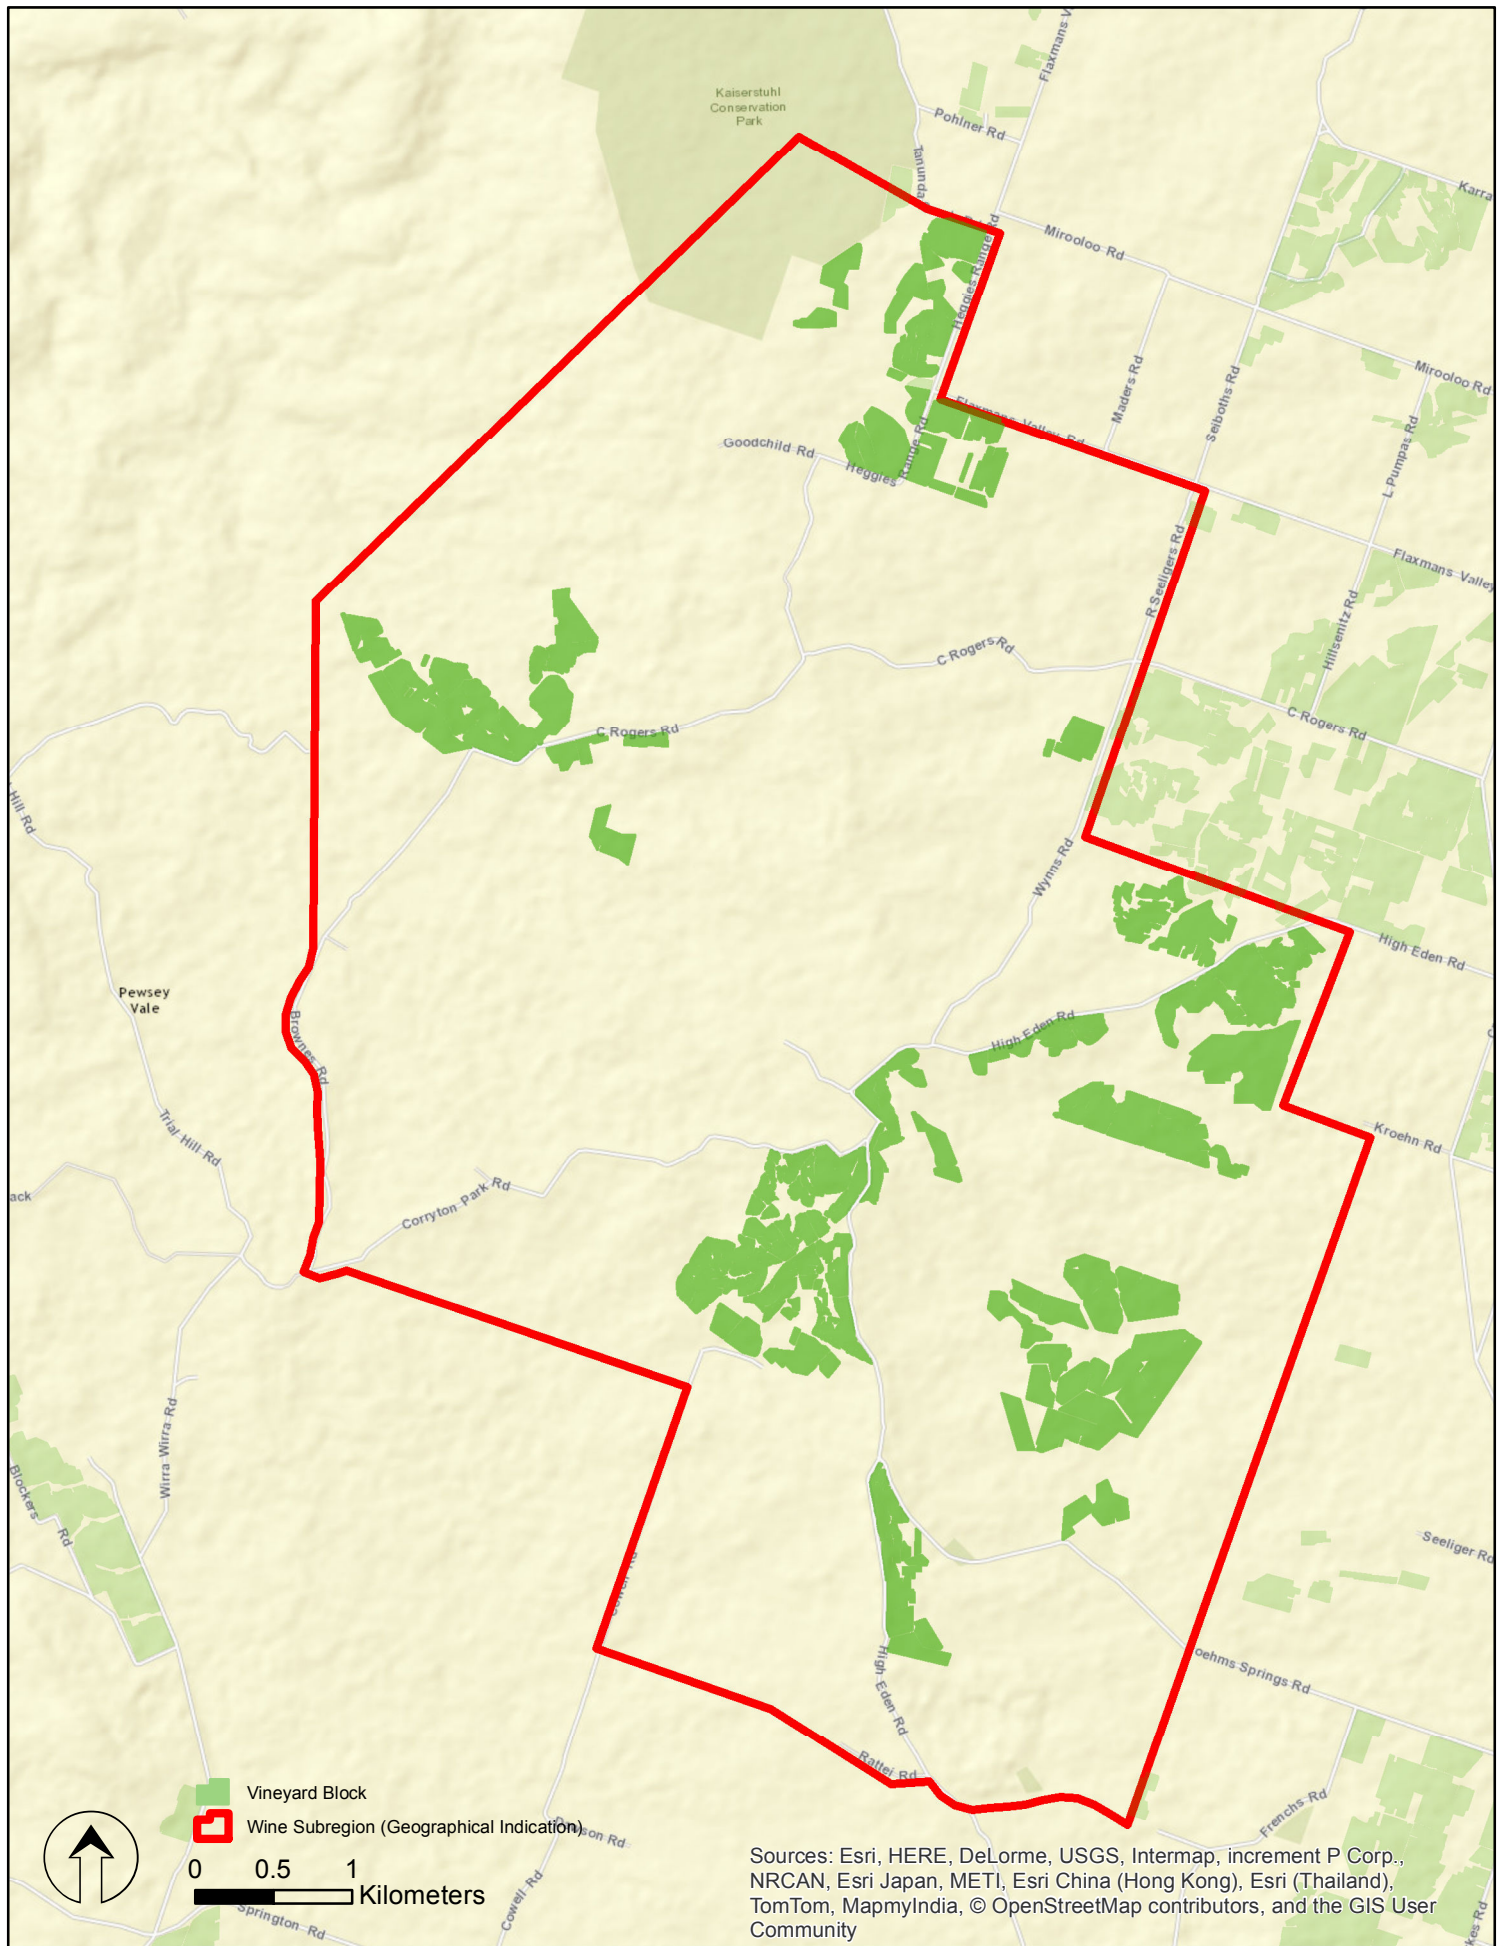 Kaiserstuhl
Conservation
Park
Flaxmans V
Pohlner Rd
Tanunda
Karra
Heggies Range Rd
Mirooloo Rd
Mirooloo Rd
Maders Rd
Seiboths Rd
L Pumpas Rd
Flaxmans Valley Rd
Goodchild Rd
Heggies Range Rd
R Seeligers Rd
Flaxmans Valley
Hillsenitz Rd
C Rogers Rd
C Rogers Rd
C Rogers Rd
Hill Rd
Wynns Rd
High Eden Rd
Pewsey
Vale
Brownes Rd
High Eden Rd
Trial Hill Rd
Kroehn Rd
ack
Corryton Park Rd
Wirra Wirra Rd
Blockers Rd
Seeliger Rd
oehms Springs Rd
High Eden Rd
Rattei Rd
Frenchs Rd
Vineyard Block
Wine Subregion (Geographical Indication)
son Rd
0 0.5 1
Kilometers
Springton Rd
Cowell Rd
kes Rd
Sources: Esri, HERE, DeLorme, USGS, Intermap, increment P Corp.,
NRCAN, Esri Japan, METI, Esri China (Hong Kong), Esri (Thailand),
TomTom, MapmyIndia, © OpenStreetMap contributors, and the GIS User
Community